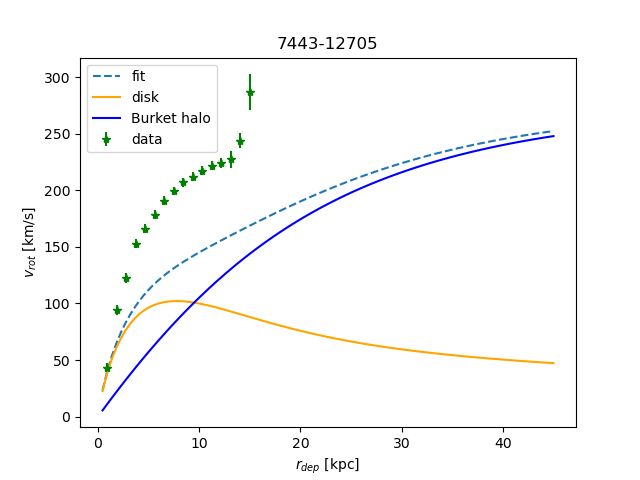 7443-12705
300
250
200
150
100
50
0
v_rot [km/s]
fit
disk
Burket halo
data
0 10 20 30 40
r_dep [kpc]